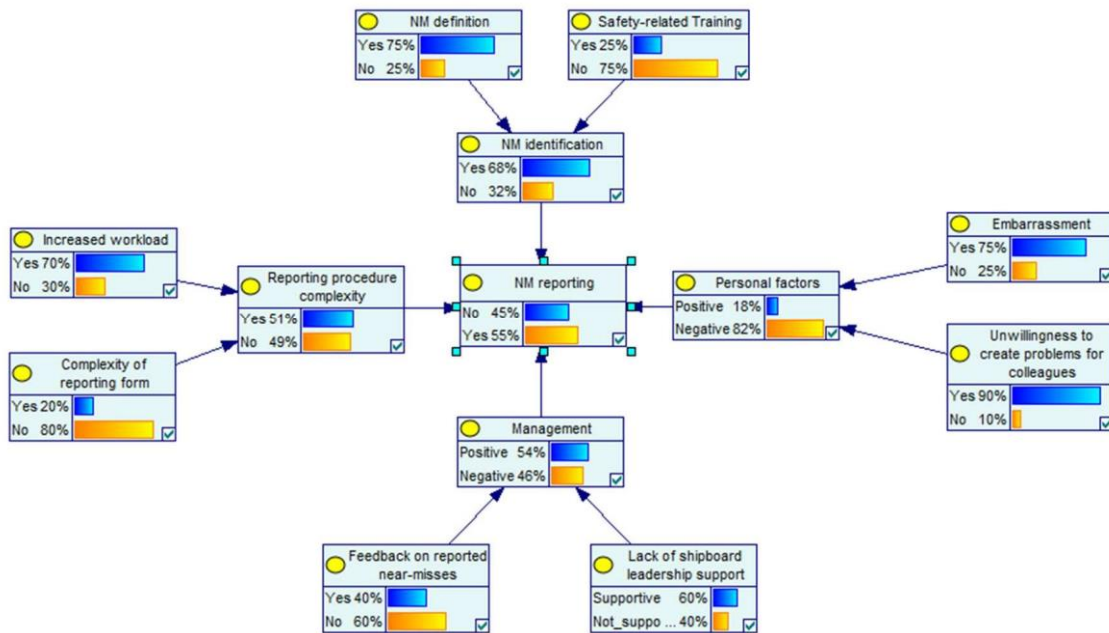 NM definition
Yes 75%
No 25%
Safety-related Training
Yes 25%
No 75%
NM identification
Yes 68%
No 32%
Increased workload
Yes 70%
No 30%
Reporting procedure
complexity
Yes 51%
No 49%
NM reporting
No 45%
Yes 55%
Personal factors
Positive 18%
Negative 82%
Embarrassment
Yes 75%
No 25%
Complexity of
reporting form
Yes 20%
No 80%
Unwillingness to
create problems for
colleagues
Yes 90%
No 10%
Management
Positive 54%
Negative 46%
Feedback on reported
near-misses
Yes 40%
No 60%
Lack of shipboard
leadership support
Supportive 60%
Not_suppo ... 40%